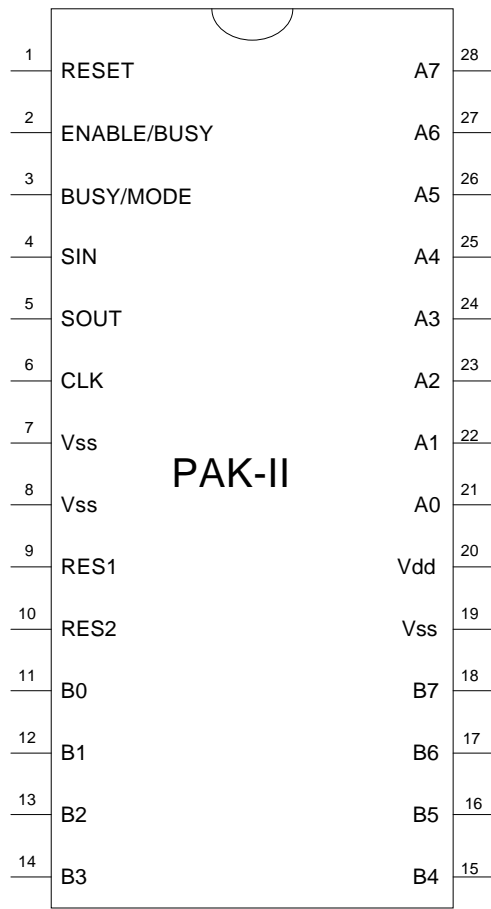 1 RESET A7 28
2 ENABLE/BUSY A6 27
3 BUSY/MODE A5 26
4 SIN A4 25
5 SOUT A3 24
6 CLK A2 23
7 Vss A1 22
PAK-II
8 Vss A0 21
9 RES1 Vdd 20
10 RES2 Vss 19
11 B0 B7 18
12 B1 B6 17
13 B2 B5 16
14 B3 B4 15